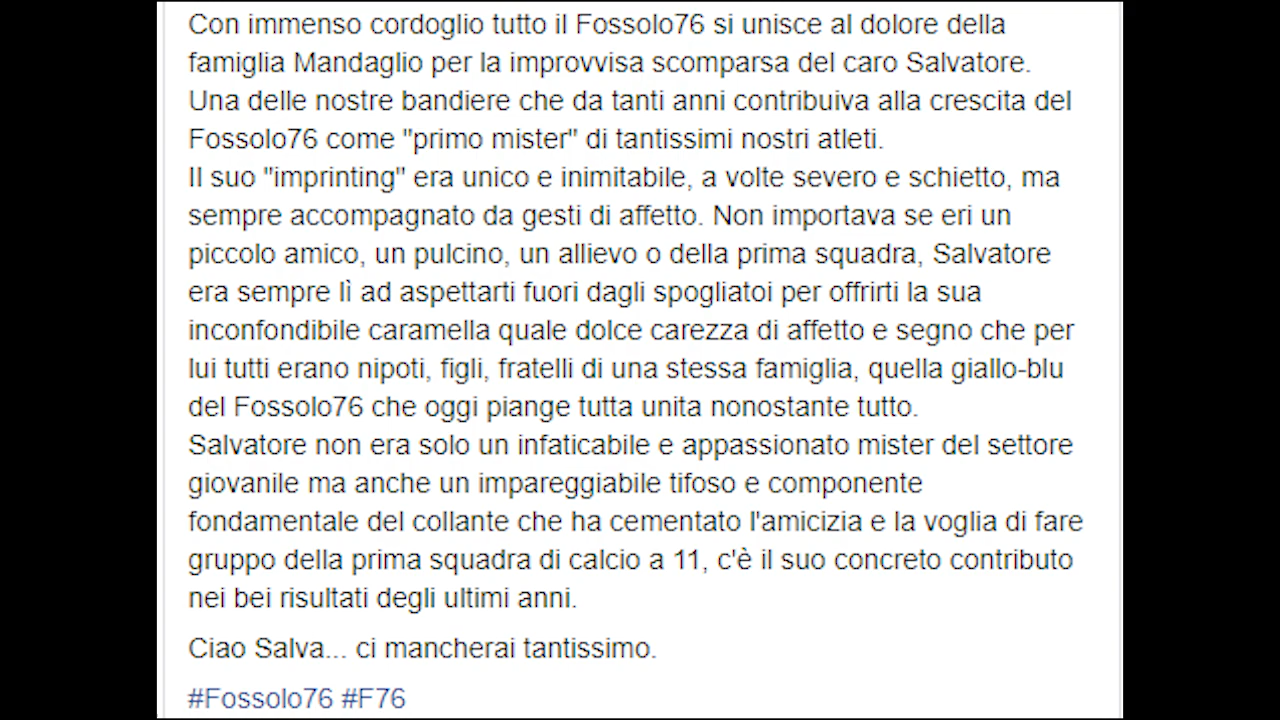 Con immenso cordoglio tutto il Fossolo76 si unisce al dolore della
famiglia Mandaglio per la improvvisa scomparsa del caro Salvatore.
Una delle nostre bandiere che da tanti anni contribuiva alla crescita del
Fossolo76 come "primo mister" di tantissimi nostri atleti.
Il suo "imprinting" era unico e inimitabile, a volte severo e schietto, ma
sempre accompagnato da gesti di affetto. Non importava se eri un
piccolo amico, un pulcino, un allievo o della prima squadra, Salvatore
era sempre lì ad aspettarti fuori dagli spogliatoi per offrirti la sua
inconfondibile caramella quale dolce carezza di affetto e segno che per
lui tutti erano nipoti, figli, fratelli di una stessa famiglia, quella giallo-blu
del Fossolo76 che oggi piange tutta unita nonostante tutto.
Salvatore non era solo un infaticabile e appassionato mister del settore
giovanile ma anche un impareggiabile tifoso e componente
fondamentale del collante che ha cementato l'amicizia e la voglia di fare
gruppo della prima squadra di calcio a 11, c'è il suo concreto contributo
nei bei risultati degli ultimi anni.
Ciao Salva... ci mancherai tantissimo.
#Fossolo76 #F76